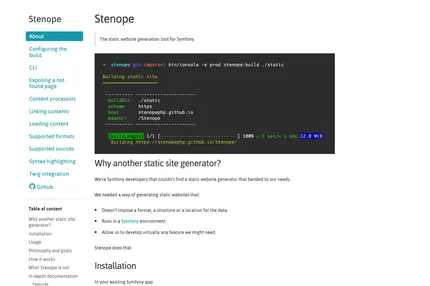 Stenope
About
Configuring the
build
CLI
Exposing a not
found page
Content processors
Linking contents
Loading content
Supported formats
Supported sources
Syntax highlighting
Twig integration
Github
Table of content
Why another static site
generator?
Installation
Usage
Philosophy and goals
How it works
What Stenope is not
In-depth documentation
Features
Stenope
The static website generation tool for Symfony.
→ stenope git:(master) bin/console -e prod stenope:build ./static
Building static site
buildDir ./static
scheme https
host stenopephp.github.io
baseUrl /Stenope
1/1 [----------------------------] 100% - 1 sec/< 1 sec 12.0 MiB
Building https://stenopephp.github.io/Stenope/
Why another static site generator?
We're Symfony developers that couldn't find a static website generator that bended to our needs.
We needed a way of generating static websites that:
• Doesn't impose a format, a structure or a location for the data.
• Runs in a Symfony environment.
• Allow us to develop virtually any feature we might need.
Stenope does that.
Installation
In your existing Symfony app: